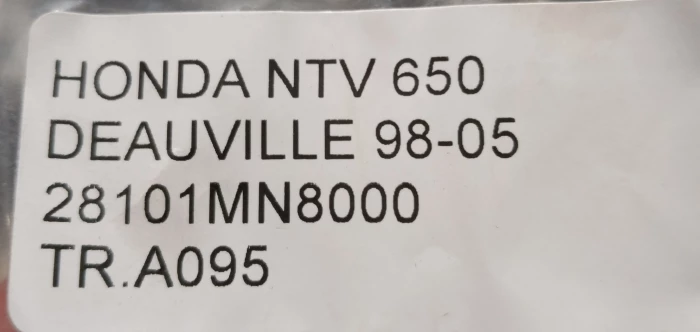 HONDA NTV 650
DEAUVILLE 98-05
28101MN8000
TR.A095